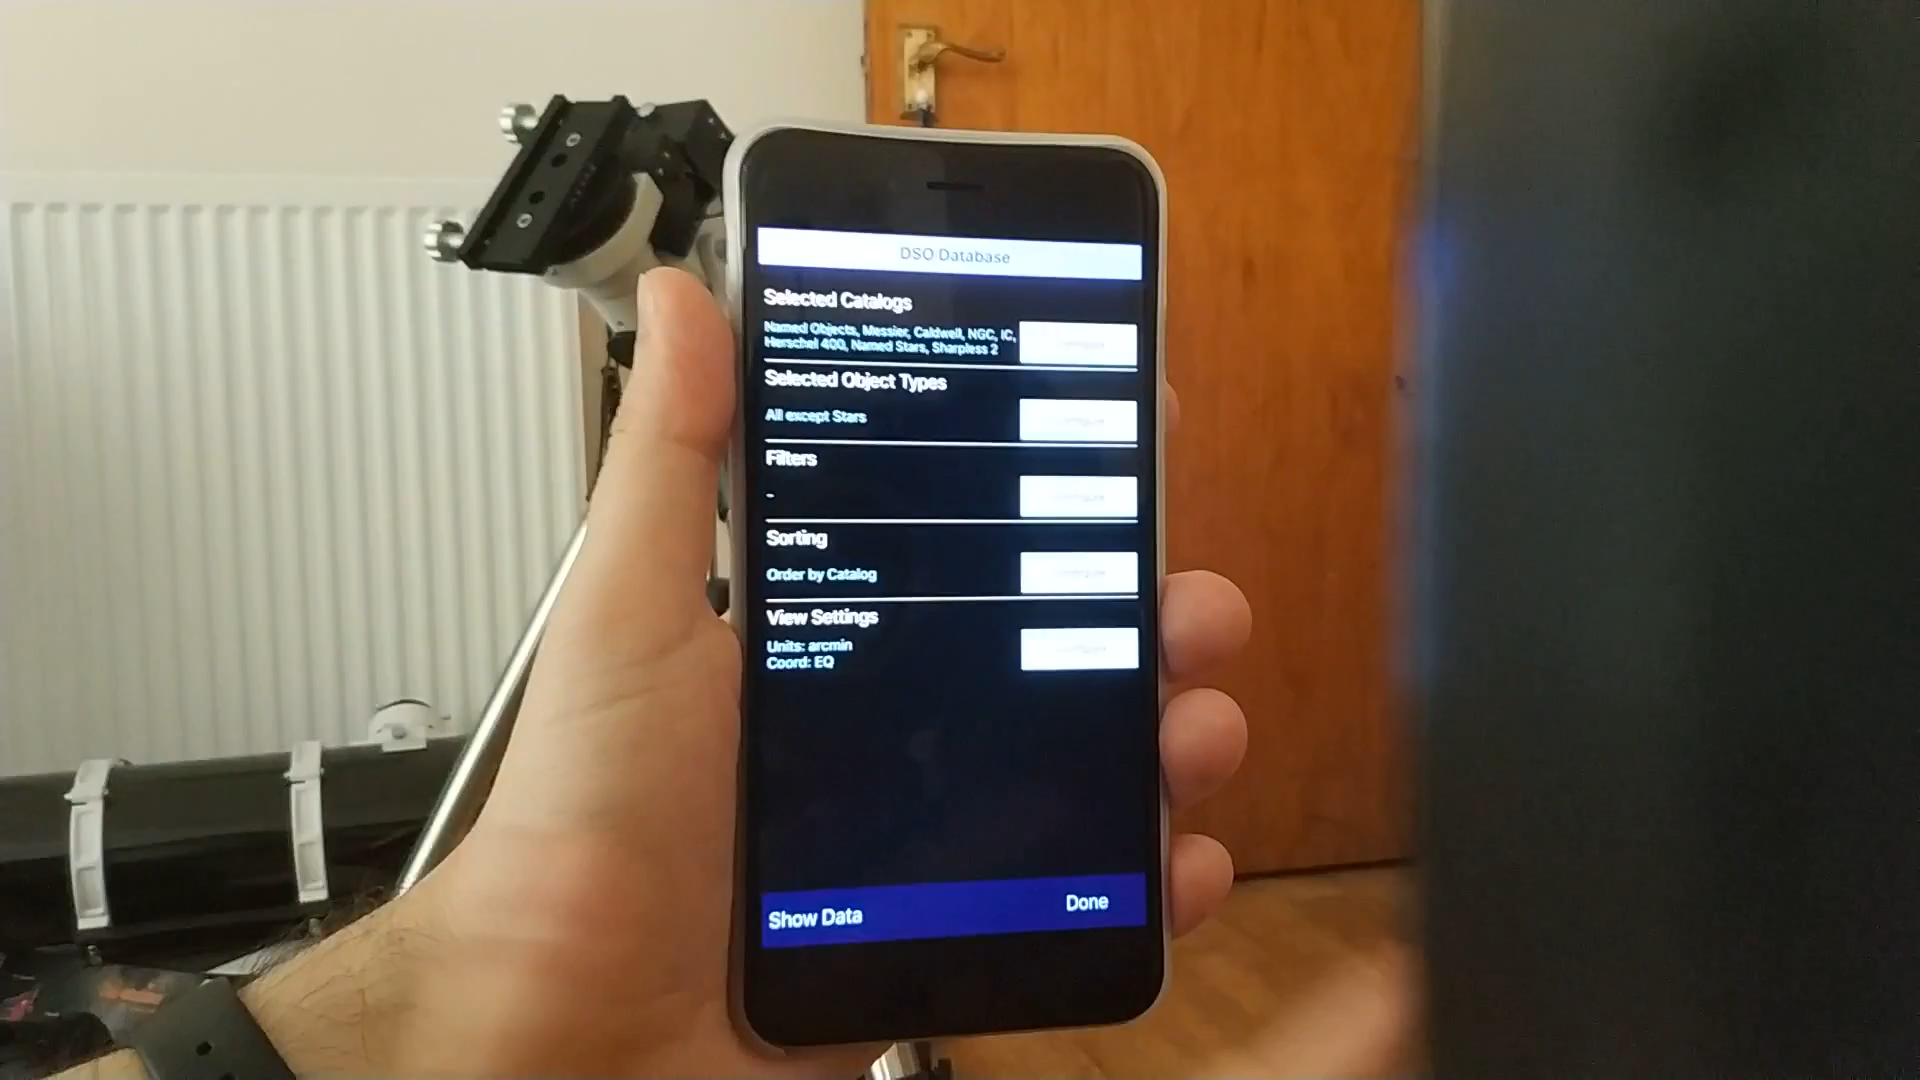 DSO Database
Selected Catalogs
Named Objects, Messier, Caldwell, NGC, IC,
Herschel 400, Named Stars, Sharpless 2
Selected Object Types
All except Stars
Filters
-
Sorting
Order by Catalog
View Settings
Units: arcmin
Coord: EQ
Show Data
Done